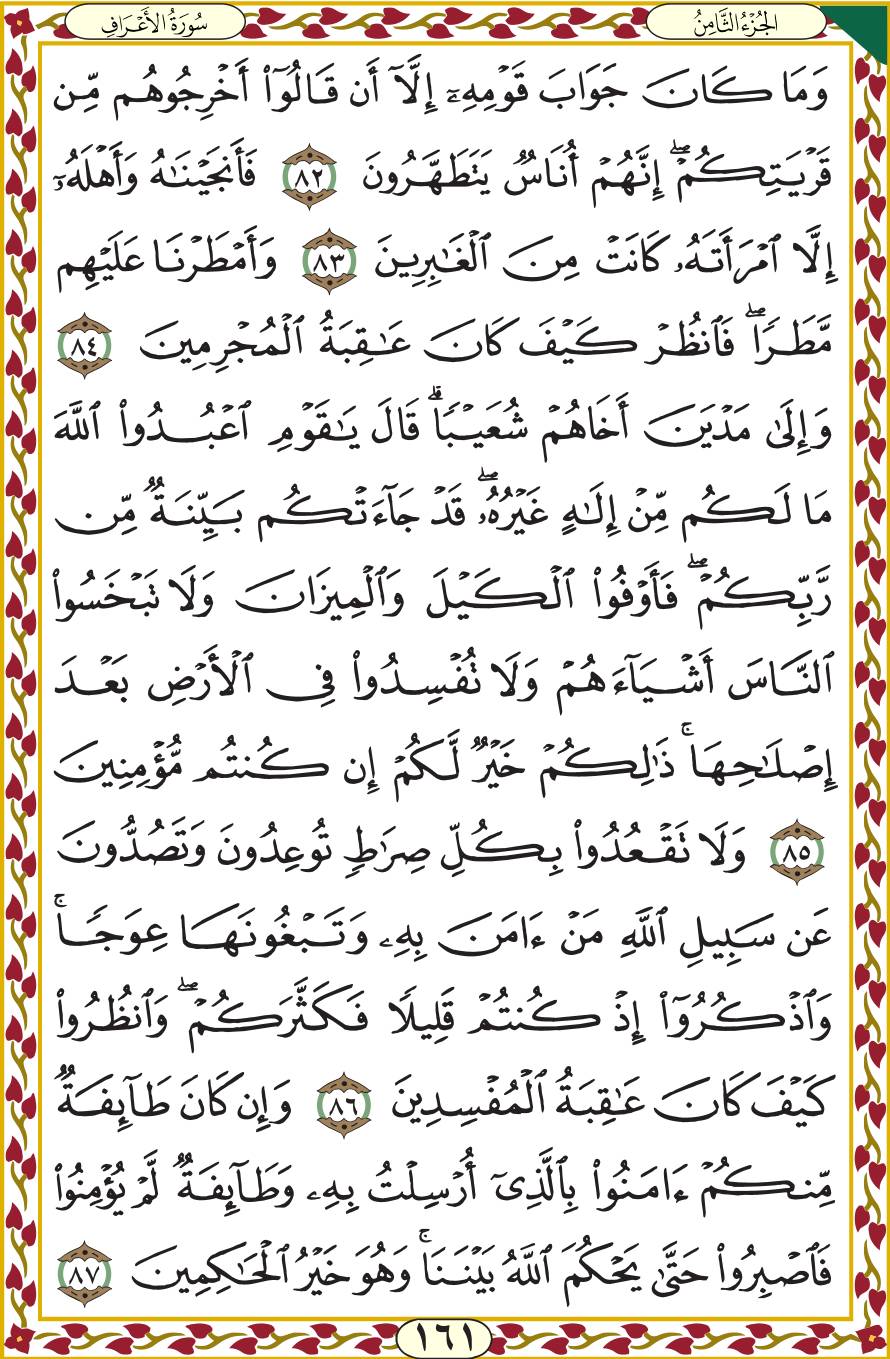 الجُزْءُ الثَّامِنُ
سُورَةُ الأَعْرَافِ
وَمَا كَانَ جَوَابَ قَوْمِهِۦٓ إِلَّآ أَن قَالُوٓا۟ أَخْرِجُوهُم مِّن
قَرْيَتِكُمْ ۖ إِنَّهُمْ أُنَاسٌ يَتَطَهَّرُونَ ٨٢ فَأَنجَيْنَٰهُ وَأَهْلَهُۥٓ
إِلَّا ٱمْرَأَتَهُۥ كَانَتْ مِنَ ٱلْغَٰبِرِينَ ٨٣ وَأَمْطَرْنَا عَلَيْهِم
مَّطَرًا ۖ فَٱنظُرْ كَيْفَ كَانَ عَٰقِبَةُ ٱلْمُجْرِمِينَ ٨٤
وَإِلَىٰ مَدْيَنَ أَخَاهُمْ شُعَيْبًا ۗ قَالَ يَٰقَوْمِ ٱعْبُدُوا۟ ٱللَّهَ
مَا لَكُم مِّنْ إِلَٰهٍ غَيْرُهُۥ ۖ قَدْ جَآءَتْكُم بَيِّنَةٌ مِّن
رَّبِّكُمْ ۖ فَأَوْفُوا۟ ٱلْكَيْلَ وَٱلْمِيزَانَ وَلَا تَبْخَسُوا۟
ٱلنَّاسَ أَشْيَآءَهُمْ وَلَا تُفْسِدُوا۟ فِى ٱلْأَرْضِ بَعْدَ
إِصْلَٰحِهَا ۚ ذَٰلِكُمْ خَيْرٌ لَّكُمْ إِن كُنتُم مُّؤْمِنِينَ
٨٥ وَلَا تَقْعُدُوا۟ بِكُلِّ صِرَٰطٍ تُوعِدُونَ وَتَصُدُّونَ
عَن سَبِيلِ ٱللَّهِ مَنْ ءَامَنَ بِهِۦ وَتَبْغُونَهَا عِوَجًا ۚ
وَٱذْكُرُوٓا۟ إِذْ كُنتُمْ قَلِيلًا فَكَثَّرَكُمْ ۖ وَٱنظُرُوا۟
كَيْفَ كَانَ عَٰقِبَةُ ٱلْمُفْسِدِينَ ٨٦ وَإِن كَانَ طَآئِفَةٌ
مِّنكُمْ ءَامَنُوا۟ بِٱلَّذِىٓ أُرْسِلْتُ بِهِۦ وَطَآئِفَةٌ لَّمْ يُؤْمِنُوا۟
فَٱصْبِرُوا۟ حَتَّىٰ يَحْكُمَ ٱللَّهُ بَيْنَنَا ۚ وَهُوَ خَيْرُ ٱلْحَٰكِمِينَ ٨٧
١٦١